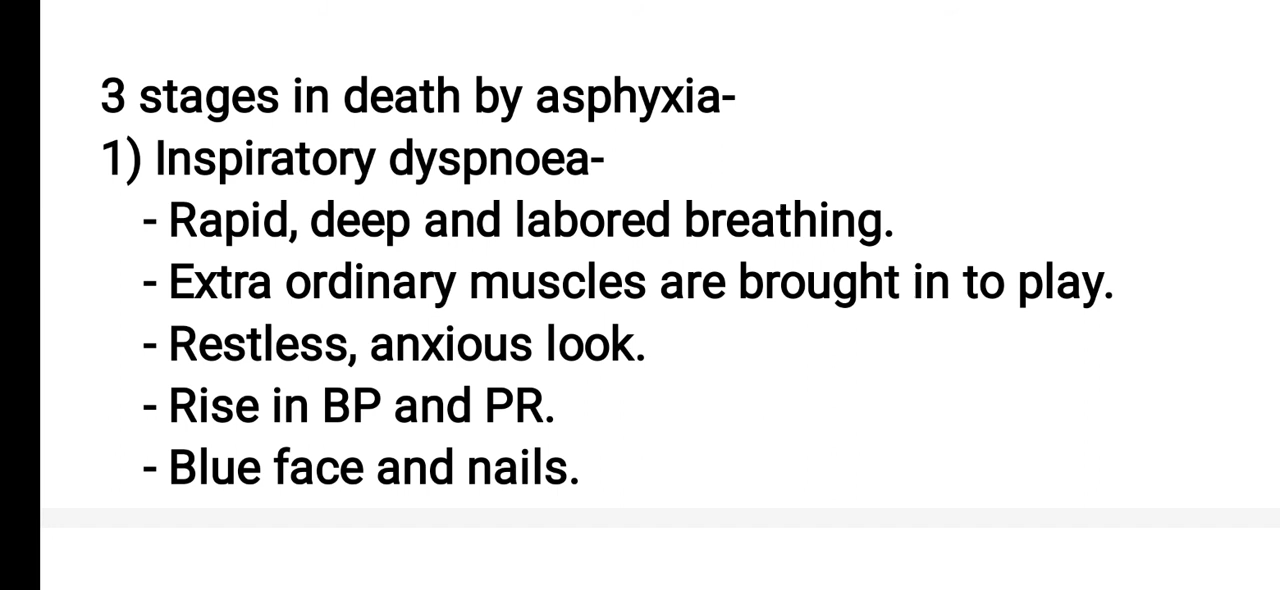 3 stages in death by asphyxia-
1) Inspiratory dyspnoea-
- Rapid, deep and labored breathing.
- Extra ordinary muscles are brought in to play.
- Restless, anxious look.
- Rise in BP and PR.
- Blue face and nails.